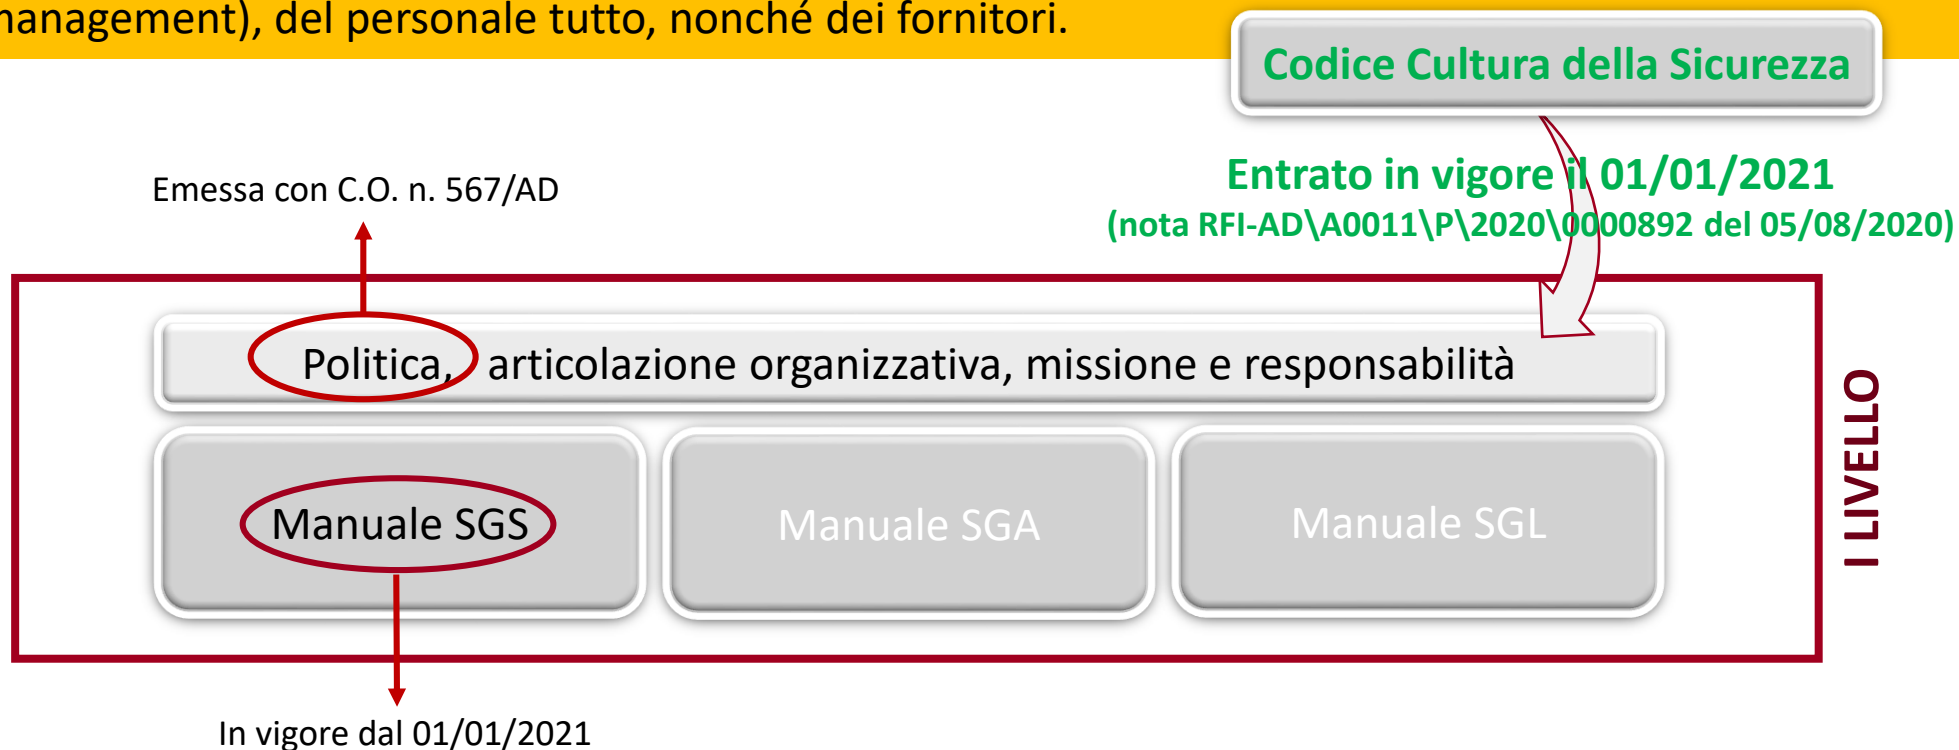 management), del personale tutto, nonché dei fornitori.
Codice Cultura della Sicurezza
Entrato in vigore il 01/01/2021
(nota RFI-AD\A0011\P\2020\0000892 del 05/08/2020)
Emessa con C.O. n. 567/AD
Politica, articolazione organizzativa, missione e responsabilità
Manuale SGS
Manuale SGA
Manuale SGL
I LIVELLO
In vigore dal 01/01/2021